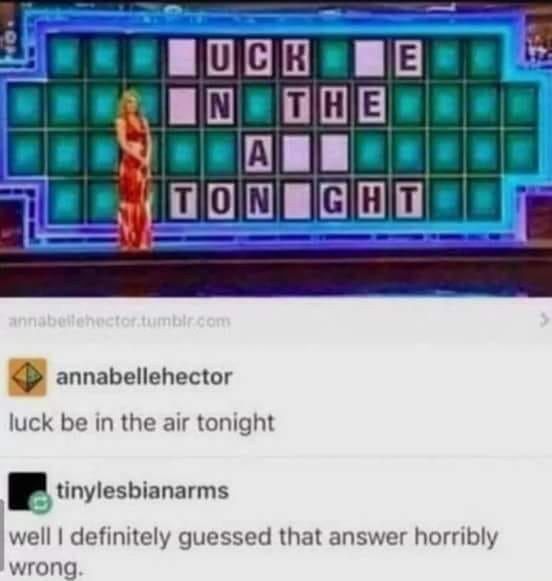 UCK E
N THE
A
TON GHT
annabellehector.tumblr.com
annabellehector
luck be in the air tonight
tinylesbianarms
well I definitely guessed that answer horribly
wrong.